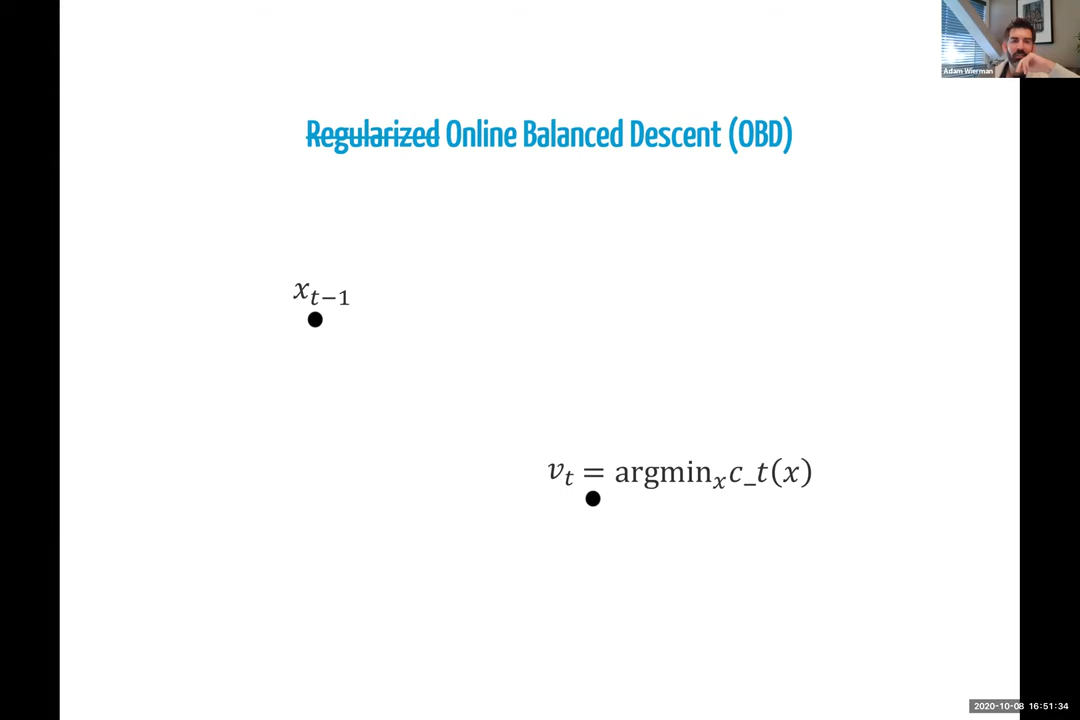 Adam Wierman
Regularized Online Balanced Descent (OBD)
x_{t−1}
v_t = argmin_x c_t(x)
2020-10-08 16:51:34